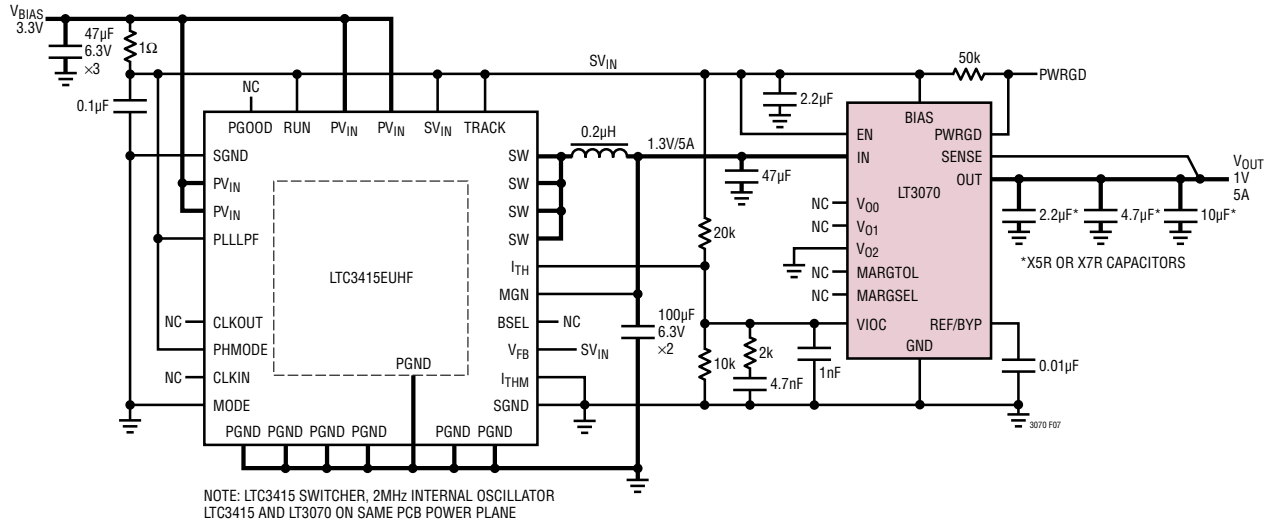 VBIAS
3.3V
47µF
6.3V
×3
1Ω
0.1µF
NC
PGOOD RUN PVIN PVIN SVIN TRACK
SGND
PVIN
PVIN
PLLLPF
NC CLKOUT
PHMODE
NC CLKIN
MODE
LTC3415EUHF
PGND
PGND PGND PGND PGND PGND PGND
SW
SW
SW
SW
ITH
MGN
BSEL NC
VFB SVIN
ITHM
SGND
0.2µH
1.3V/5A
SVIN
100µF
6.3V
×2
20k
10k
2k
4.7nF
1nF
47µF
2.2µF
50k
PWRGD
BIAS
EN PWRGD
IN SENSE
OUT
LT3070
NC VO0
NC VO1
VO2
NC MARGTOL
NC MARGSEL
VIOC REF/BYP
GND
0.01µF
VOUT
1V
5A
2.2µF* 4.7µF* 10µF*
*X5R OR X7R CAPACITORS
3070 F07
NOTE: LTC3415 SWITCHER, 2MHz INTERNAL OSCILLATOR
LTC3415 AND LT3070 ON SAME PCB POWER PLANE